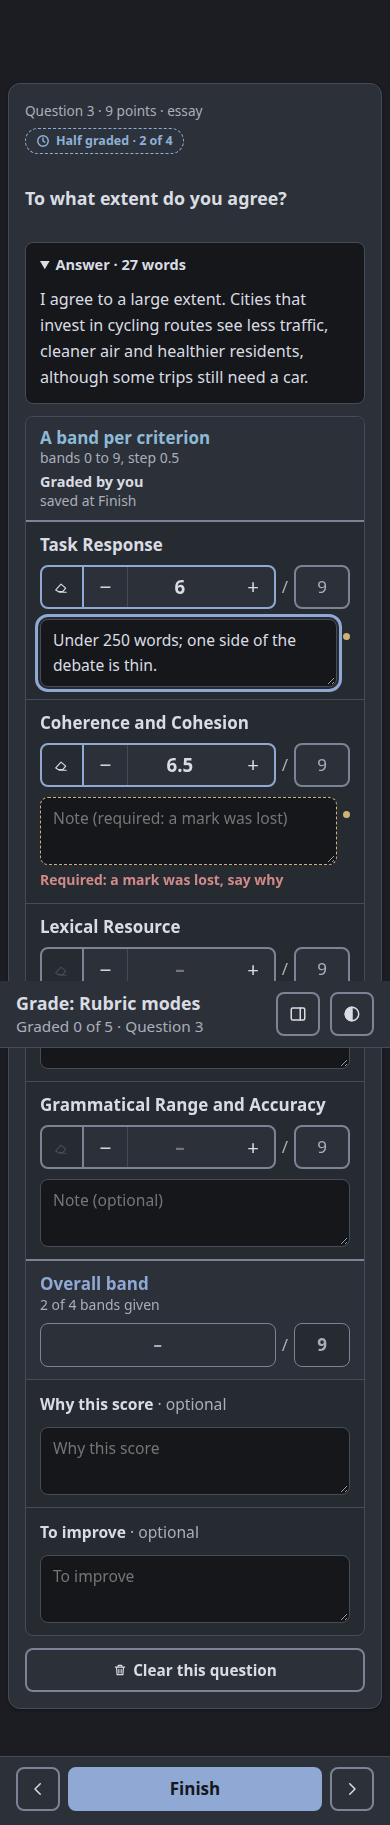 Question 3 · 9 points · essay
Half graded · 2 of 4
To what extent do you agree?
▼ Answer · 27 words
I agree to a large extent. Cities that
invest in cycling routes see less traffic,
cleaner air and healthier residents,
although some trips still need a car.
A band per criterion
bands 0 to 9, step 0.5
Graded by you
saved at Finish
Task Response
− 6 + / 9
Under 250 words; one side of the
debate is thin.
Coherence and Cohesion
− 6.5 + / 9
Note (required: a mark was lost)
Required: a mark was lost, say why
Lexical Resource
− – + / 9
Grade: Rubric modes
Graded 0 of 5 · Question 3
Grammatical Range and Accuracy
− – + / 9
Note (optional)
Overall band
2 of 4 bands given
– / 9
Why this score · optional
Why this score
To improve · optional
To improve
Clear this question
Finish